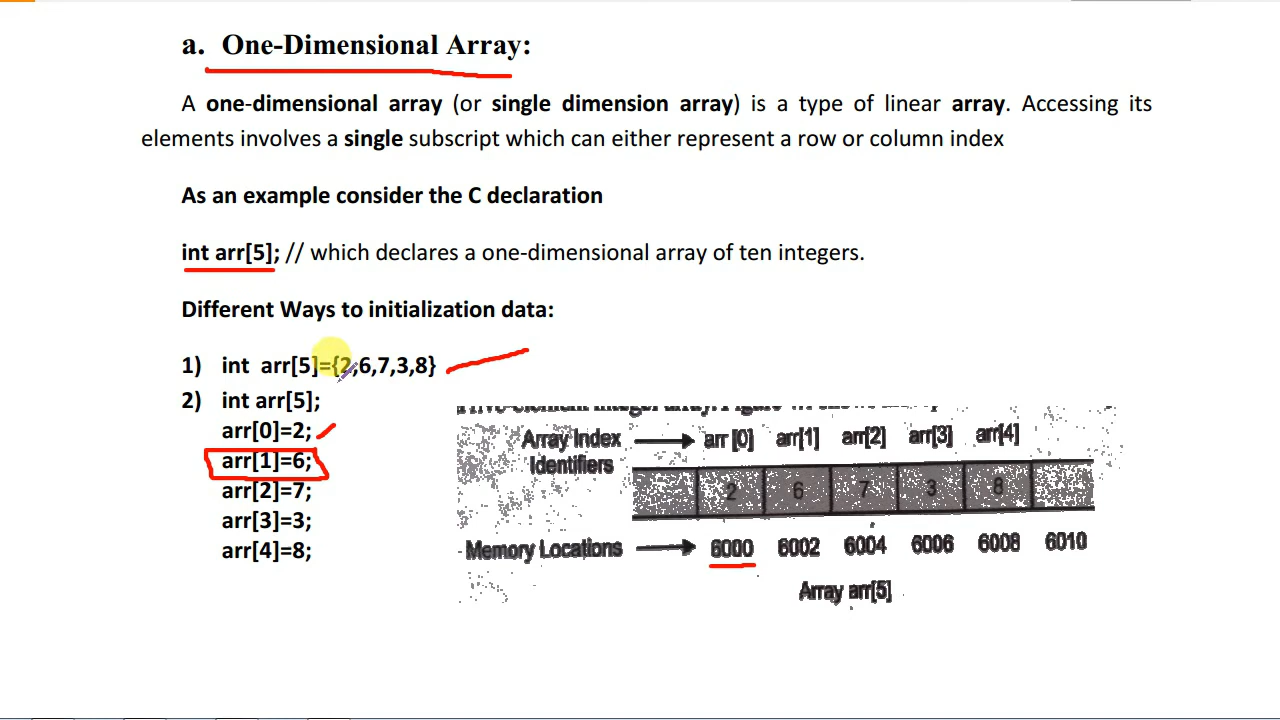 a. One-Dimensional Array:
A one-dimensional array (or single dimension array) is a type of linear array. Accessing its
elements involves a single subscript which can either represent a row or column index
As an example consider the C declaration
int arr[5]; // which declares a one-dimensional array of ten integers.
Different Ways to initialization data:
1) int arr[5]={2,6,7,3,8}
2) int arr[5];
arr[0]=2;
arr[1]=6;
arr[2]=7;
arr[3]=3;
arr[4]=8;
Array Index arr [0] arr[1] arr[2] arr[3] arr[4]
Identifiers
2 6 7 3 8
Memory Locations 6000 6002 6004 6006 6008 6010
Array arr[5]